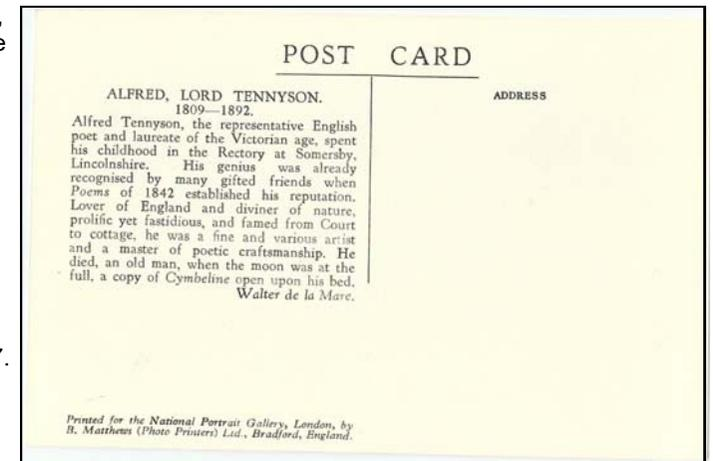 ,
e
POST CARD
ALFRED, LORD TENNYSON.
1809—1892.
Alfred Tennyson, the representative English
poet and laureate of the Victorian age, spent
his childhood in the Rectory at Somersby,
Lincolnshire. His genius was already
recognised by many gifted friends when
Poems of 1842 established his reputation.
Lover of England and diviner of nature,
prolific yet fastidious, and famed from Court
to cottage, he was a fine and various artist
and a master of poetic craftsmanship. He
died, an old man, when the moon was at the
full, a copy of Cymbeline open upon his bed.
Walter de la Mare.
ADDRESS
.
Printed for the National Portrait Gallery, London, by
B. Matthews (Photo Printers) Ltd., Bradford, England.